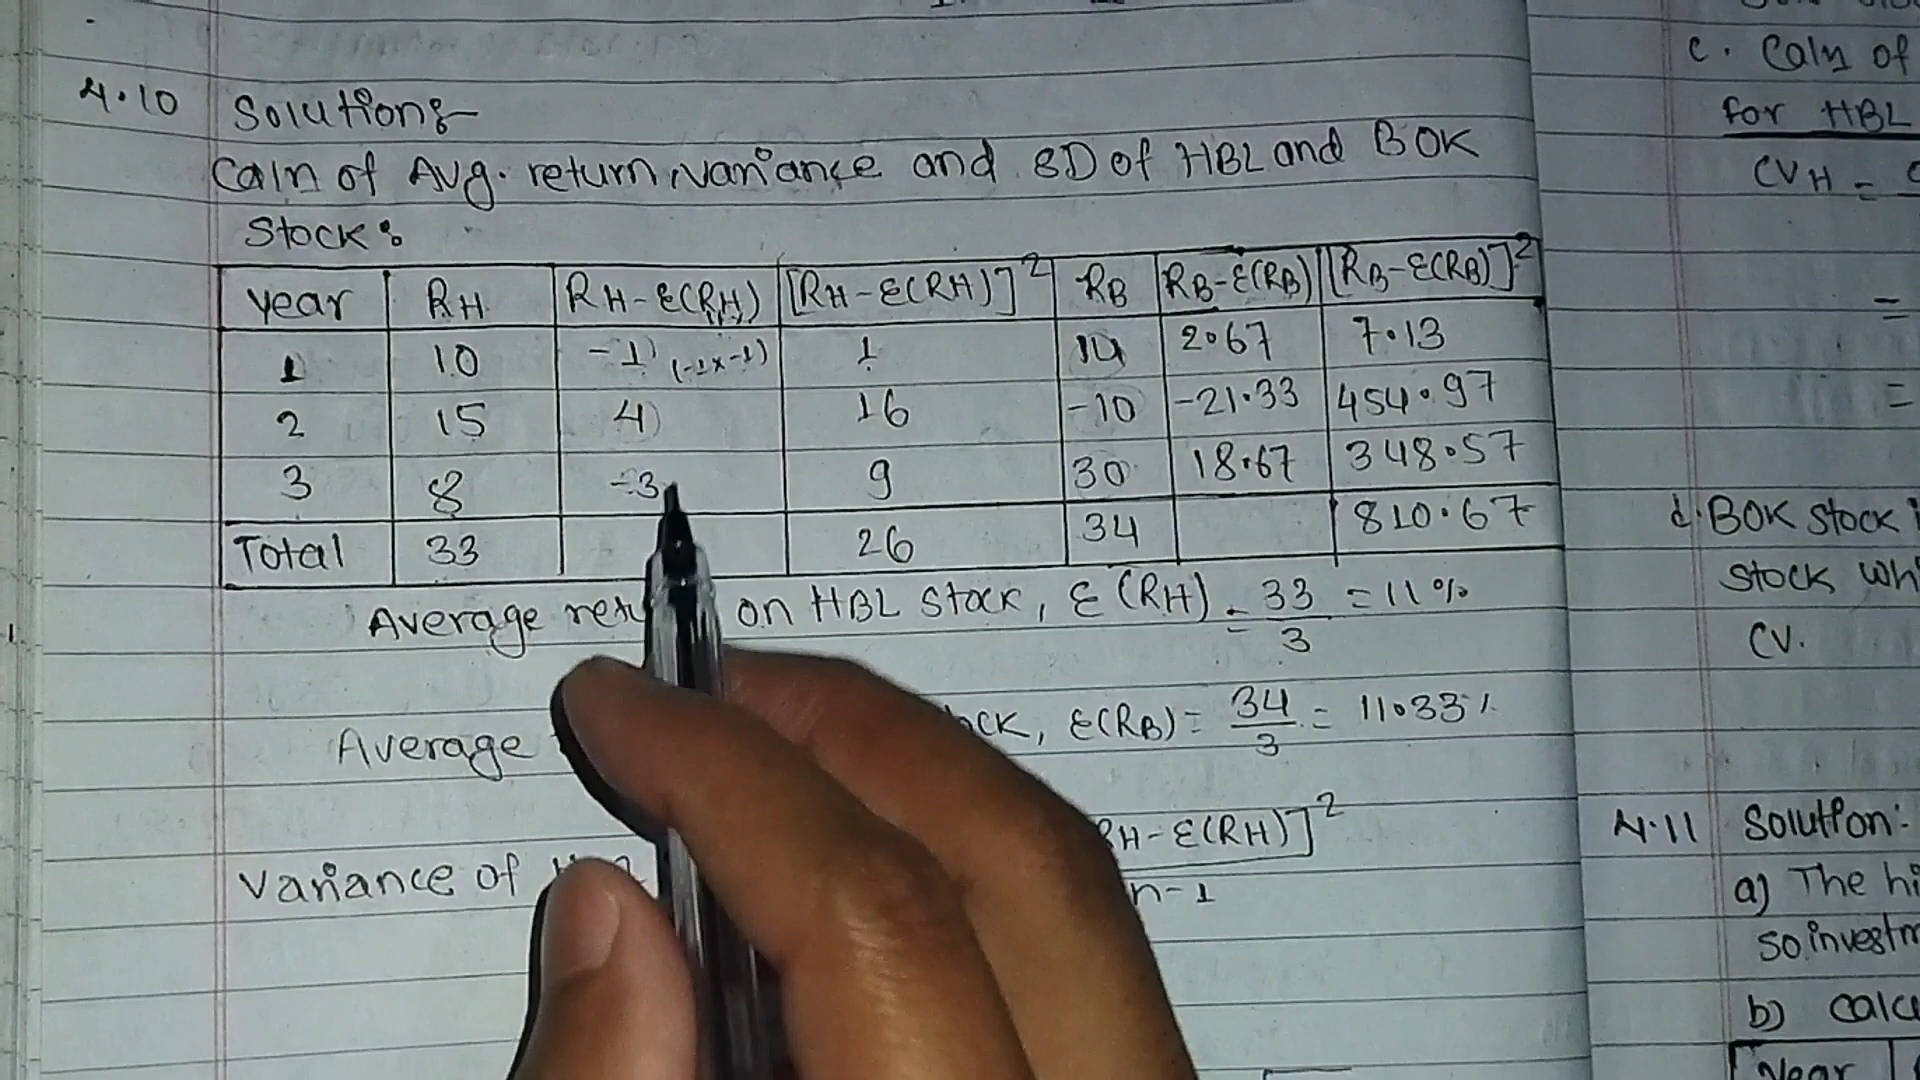 4.10 Solution:-
Caln of Avg. return, variance and SD of HBL and BOK
Stock:
year RH RH-E(RH) [RH-E(RH)]² RB RB-E(RB) [RB-E(RB)]²
1 10 -1 (-1x-1) 1 14 2.67 7.13
2 15 4 16 -10 -21.33 454.97
3 8 -3 9 30 18.67 348.57
Total 33 26 34 810.67
Average on HBL Stock, E(RH) = 33/3 = 11%
Average E(RB) = 34/3 = 11.33%
Variance of RH-E(RH)]²
n-1
C. Caln of
for HBL
CVH =
=
=
d. BOK Stock
Stock
CV.
4.11 Solution:-
a) The
So invest
b)
Year